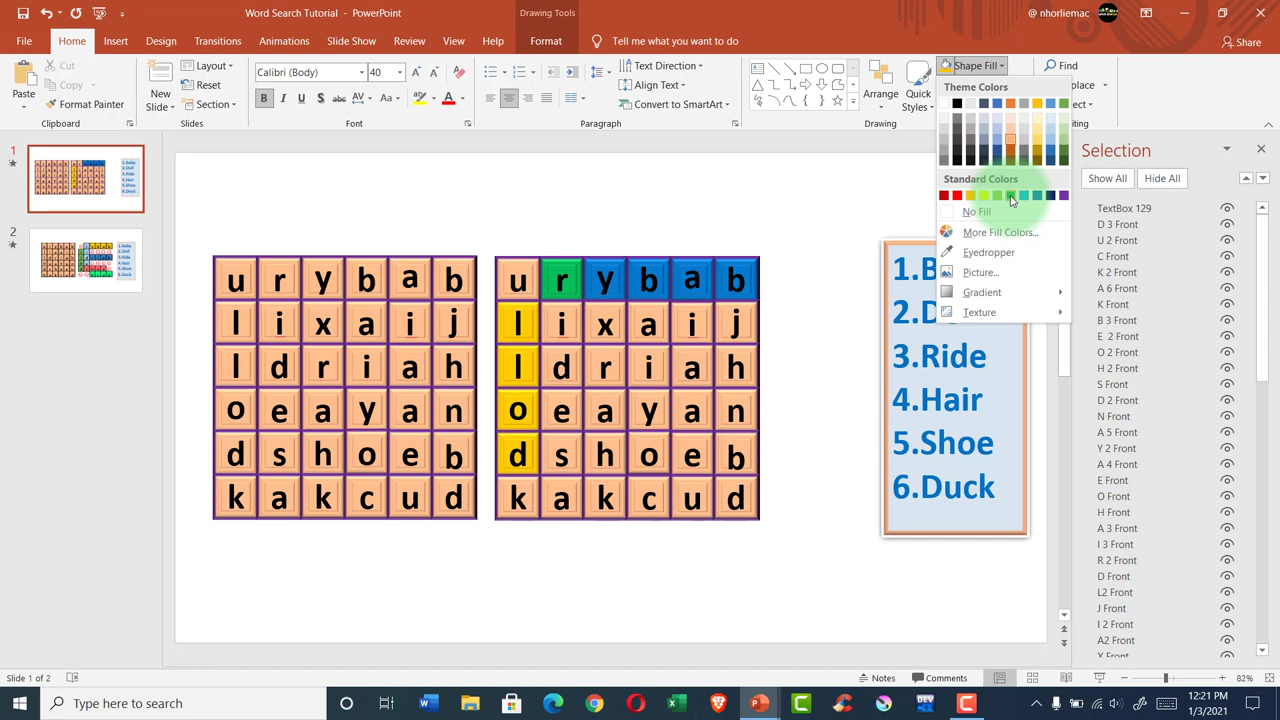 Word Search Tutorial - PowerPoint
Drawing Tools
@ nhorliemac
File Home Insert Design Transitions Animations Slide Show Review View Help Format Tell me what you want to do Share
Paste
Cut
Copy
Format Painter
Clipboard
New Slide
Layout
Reset
Section
Slides
Calibri (Body) 40
B I U S abc AV Aa A
Font
Text Direction
Align Text
Convert to SmartArt
Paragraph
Arrange
Quick Styles
Drawing
Shape Fill
Find
Theme Colors
Standard Colors
No Fill
More Fill Colors...
Eyedropper
Picture...
Gradient
Texture
1
2
u r y b a b
l i x a i j
l d r i a h
o e a y a n
d s h o e b
k a k c u d
u r y b a b
l i x a i j
l d r i a h
o e a y a n
d s h o e b
k a k c u d
3.Ride
4.Hair
5.Shoe
6.Duck
Selection
Show All Hide All
TextBox 129
D 3 Front
U 2 Front
C Front
K 2 Front
A 6 Front
K Front
B 3 Front
E 2 Front
O 2 Front
H 2 Front
S Front
D 2 Front
N Front
A 5 Front
Y 2 Front
A 4 Front
E Front
O Front
H Front
A 3 Front
I 3 Front
R 2 Front
D Front
L2 Front
J Front
I 2 Front
A2 Front
X Front
Slide 1 of 2
Notes Comments 82%
Type here to search
12:21 PM
1/3/2021